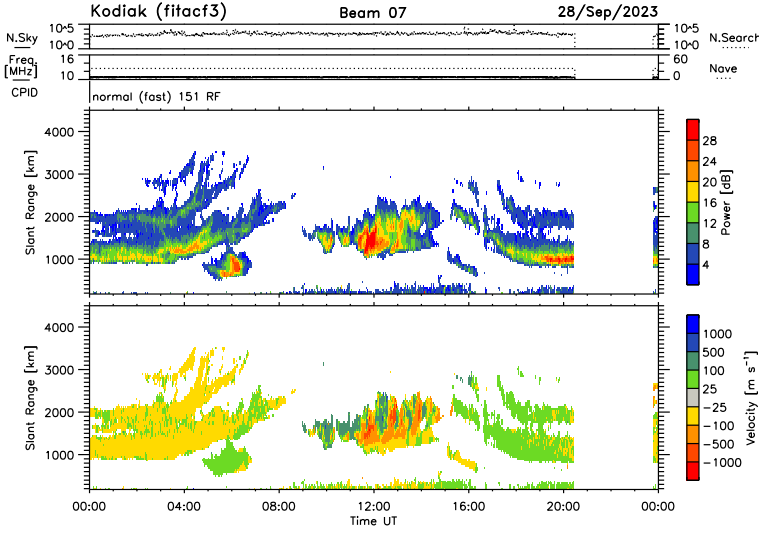 Kodiak (fitacf3) Beam 07 28/Sep/2023
N.Sky 10^5 10^0 10^5 10^0 N.Search
Freq. [MHz] 16 10 60 0 Nave
CPID normal (fast) 151 RF
Slant Range [km] 4000 3000 2000 1000
Power [dB] 28 24 20 16 12 8 4
Slant Range [km] 4000 3000 2000 1000
Velocity [m s⁻¹] 1000 500 100 25 −25 −100 −500 −1000
00:00 04:00 08:00 12:00 16:00 20:00 00:00
Time UT